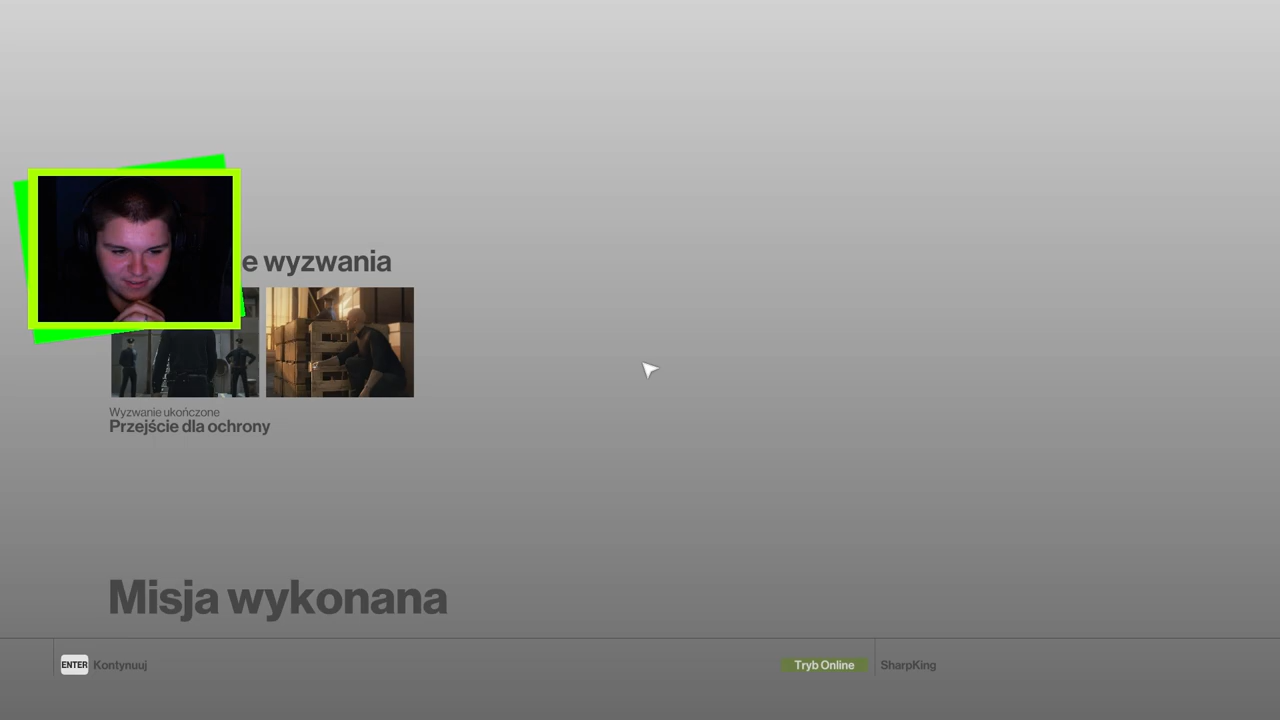 e wyzwania
Wyzwanie ukończone
Przejście dla ochrony
Misja wykonana
ENTER Kontynuuj
Tryb Online
SharpKing